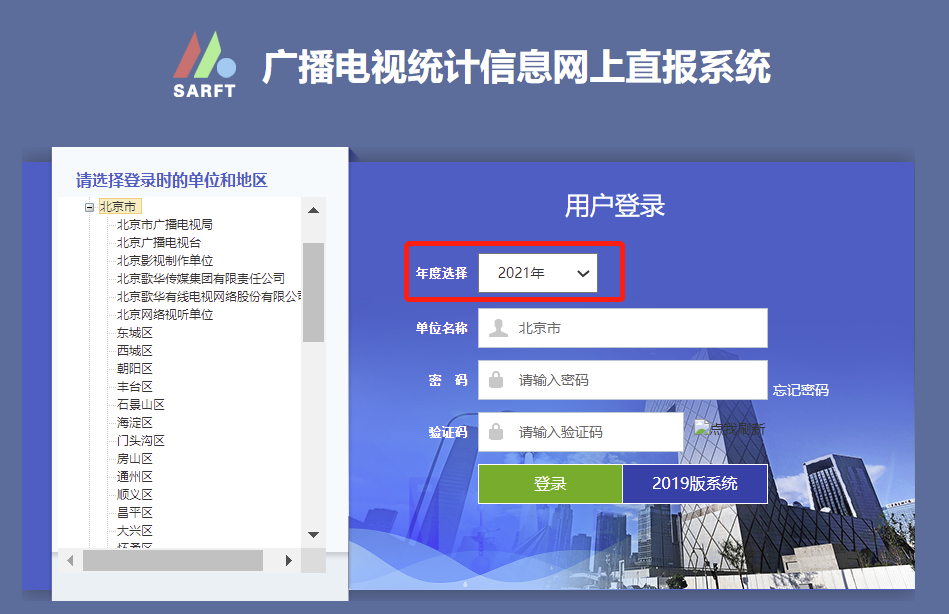 SARFT
广播电视统计信息网上直报系统
请选择登录时的单位和地区
北京市
北京市广播电视局
北京广播电视台
北京影视制作单位
北京歌华传媒集团有限责任公司
北京歌华有线电视网络股份有限公司
北京网络视听单位
东城区
西城区
朝阳区
丰台区
石景山区
海淀区
门头沟区
房山区
通州区
顺义区
昌平区
大兴区
用户登录
年度选择 2021年
单位名称 北京市
密 码 请输入密码 忘记密码
验证码 请输入验证码 点我刷新
登录 2019版系统